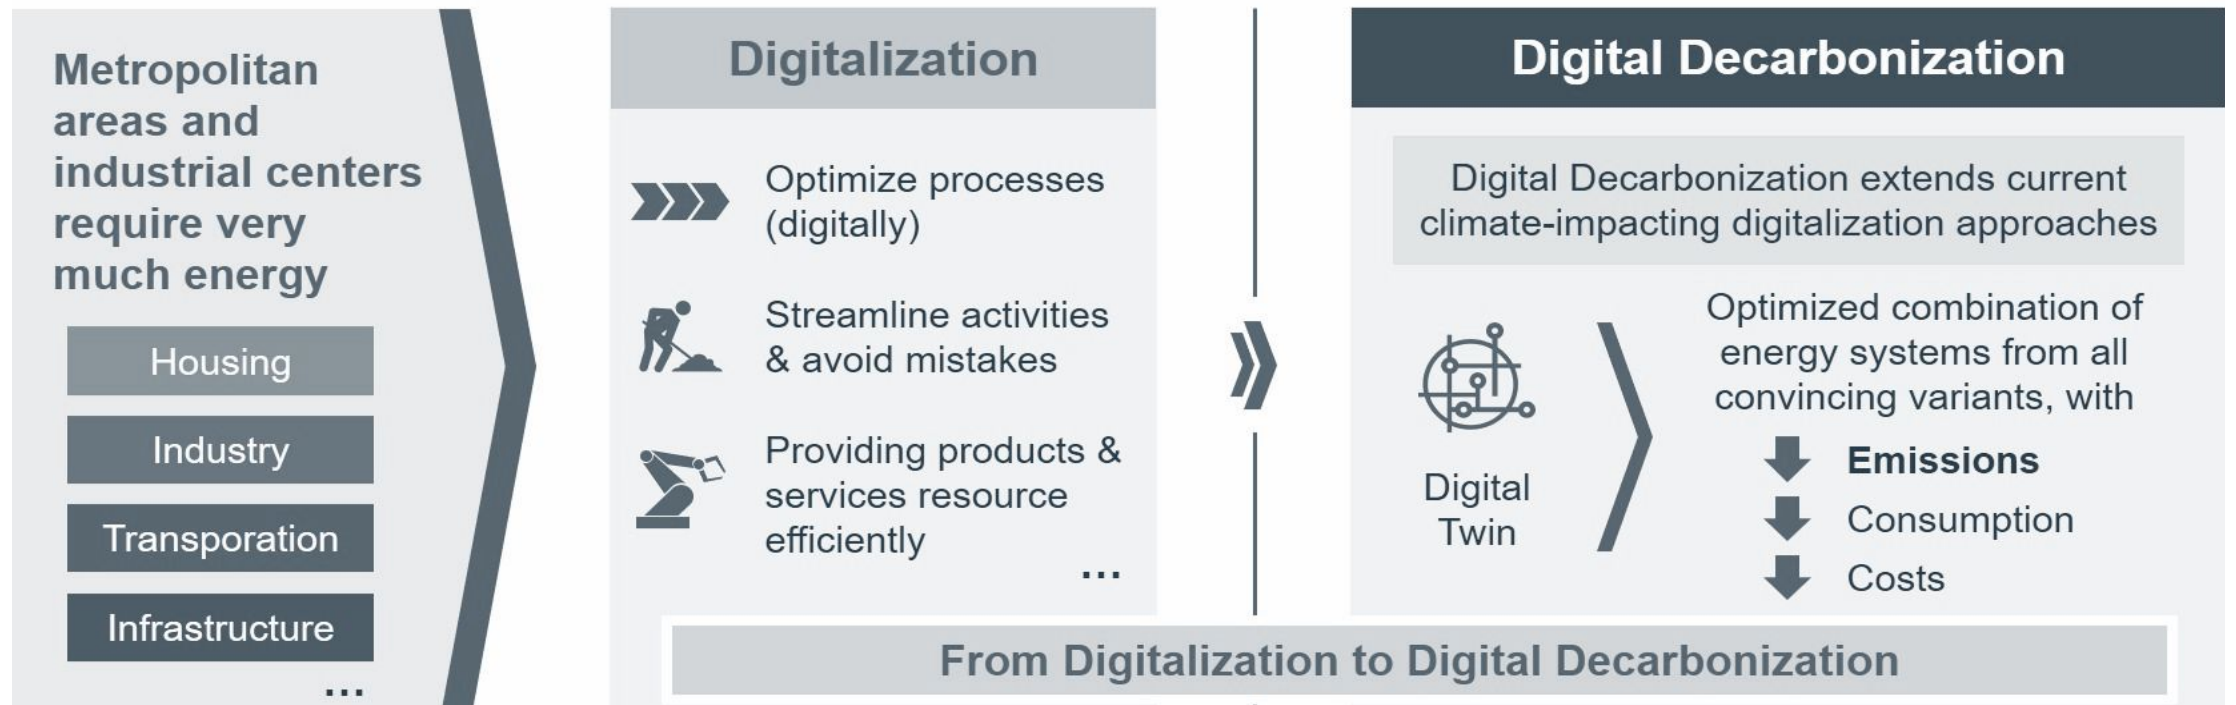 Metropolitan
areas and
industrial centers
require very
much energy
Housing
Industry
Transporation
Infrastructure
...
Digitalization
Optimize processes
(digitally)
Streamline activities
& avoid mistakes
Providing products &
services resource
efficiently
...
Digital Decarbonization
Digital Decarbonization extends current
climate-impacting digitalization approaches
Digital
Twin
Optimized combination of
energy systems from all
convincing variants, with
Emissions
Consumption
Costs
From Digitalization to Digital Decarbonization